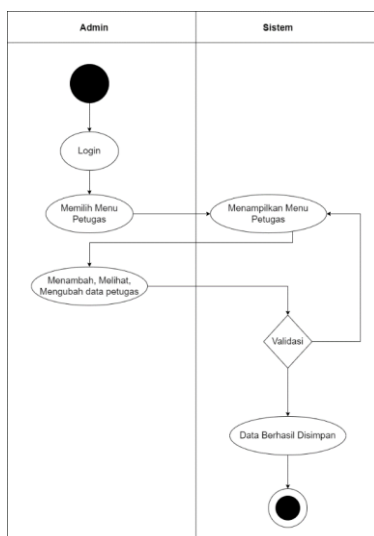 Admin
Sistem
Login
Memilih Menu
Petugas
Menampilkan Menu
Petugas
Menambah, Melihat,
Mengubah data petugas
Validasi
Data Berhasil Disimpan